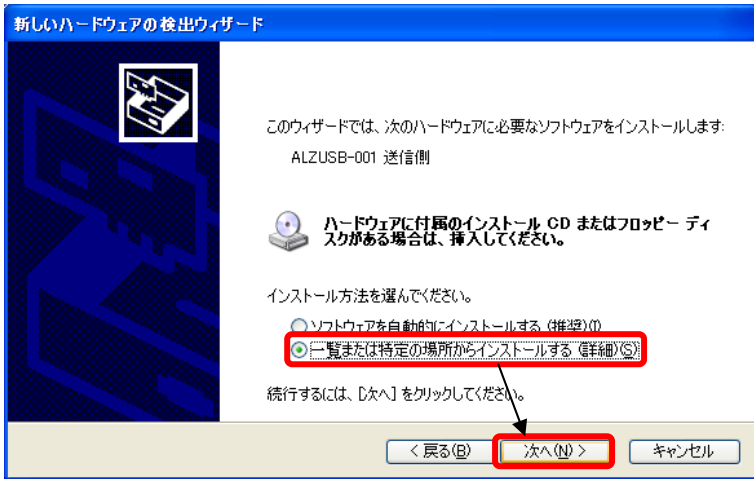 新しいハードウェアの検出ウィザード
このウィザードでは、次のハードウェアに必要なソフトウェアをインストールします:
ALZUSB-001 送信側
ハードウェアに付属のインストール CD またはフロッピー ディ
スクがある場合は、挿入してください。
インストール方法を選んでください。
ソフトウェアを自動的にインストールする (推奨)(I)
一覧または特定の場所からインストールする (詳細)(S)
続行するには、[次へ] をクリックしてください。
< 戻る(B)
次へ(N) >
キャンセル